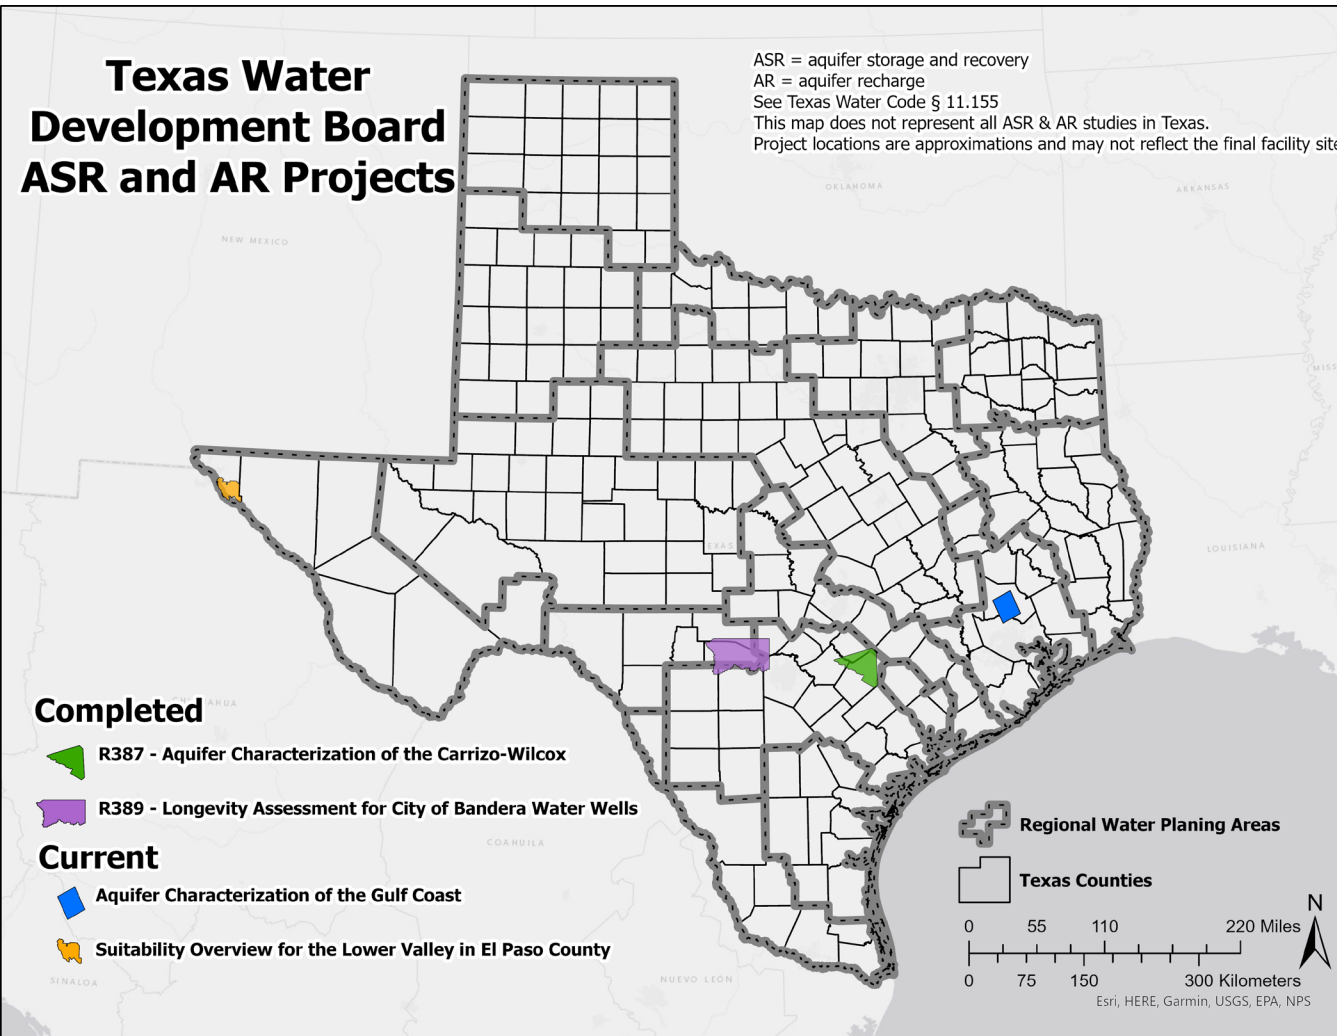 Texas Water
Development Board
ASR and AR Projects
ASR = aquifer storage and recovery
AR = aquifer recharge
See Texas Water Code § 11.155
This map does not represent all ASR & AR studies in Texas.
Project locations are approximations and may not reflect the final facility site
OKLAHOMA
ARKANSAS
NEW MEXICO
MISS
LOUISIANA
EXAS
HUAHUA
COAHUILA
SINALOA
NUEVO LEÓN
Completed
R387 - Aquifer Characterization of the Carrizo-Wilcox
R389 - Longevity Assessment for City of Bandera Water Wells
Current
Aquifer Characterization of the Gulf Coast
Suitability Overview for the Lower Valley in El Paso County
Regional Water Planing Areas
Texas Counties
N
0 55 110 220 Miles
0 75 150 300 Kilometers
Esri, HERE, Garmin, USGS, EPA, NPS